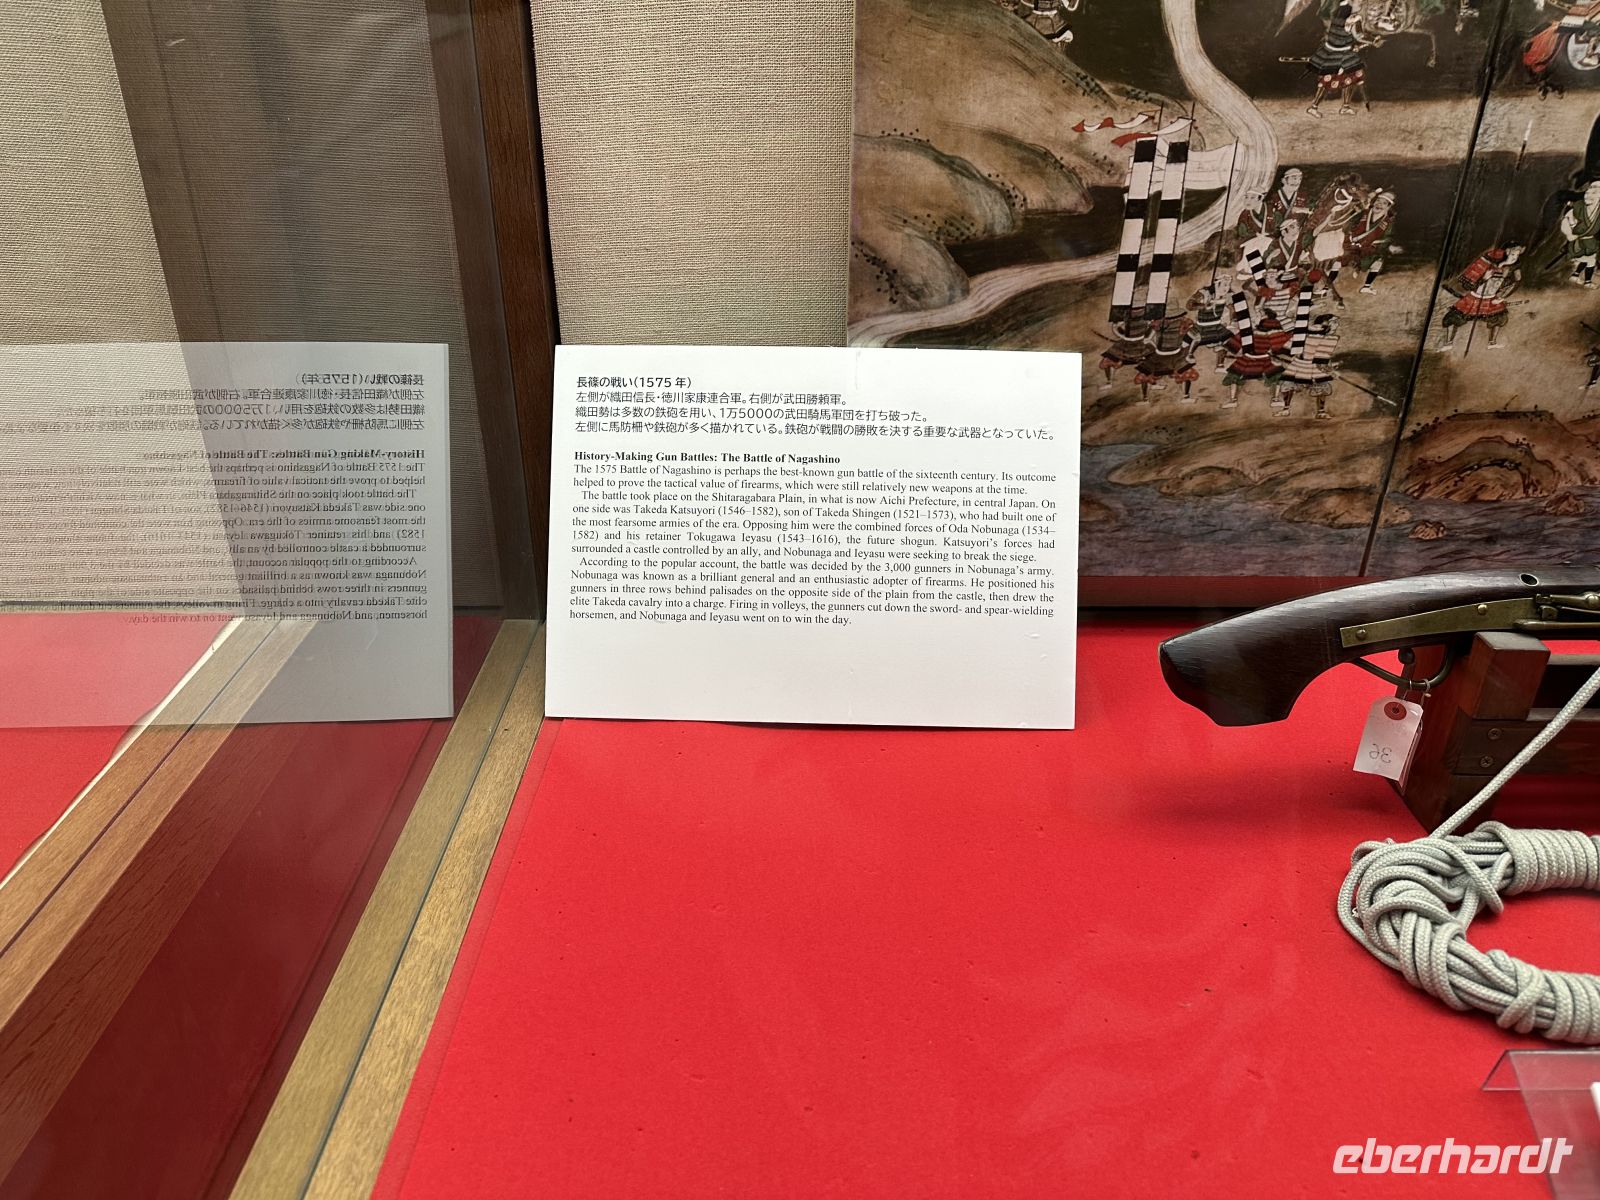 長篠の戦い(1575 年)
左側が織田信長・徳川家康連合軍。右側が武田勝頼軍。
織田勢は多数の鉄砲を用い、1万5000の武田騎馬軍団を打ち破った。
左側に馬防柵や鉄砲が多く描かれている。鉄砲が戦闘の勝敗を決する重要な武器となっていた。
History-Making Gun Battles: The Battle of Nagashino
The 1575 Battle of Nagashino is perhaps the best-known gun battle of the sixteenth century. Its outcome
helped to prove the tactical value of firearms, which were still relatively new weapons at the time.
The battle took place on the Shitaragabara Plain, in what is now Aichi Prefecture, in central Japan. On
one side was Takeda Katsuyori (1546–1582), son of Takeda Shingen (1521–1573), who had built one of
the most fearsome armies of the era. Opposing him were the combined forces of Oda Nobunaga (1534–
1582) and his retainer Tokugawa Ieyasu (1543–1616), the future shogun. Katsuyori's forces had
surrounded a castle controlled by an ally, and Nobunaga and Ieyasu were seeking to break the siege.
According to the popular account, the battle was decided by the 3,000 gunners in Nobunaga's army.
Nobunaga was known as a brilliant general and an enthusiastic adopter of firearms. He positioned his
gunners in three rows behind palisades on the opposite side of the plain from the castle, then drew the
elite Takeda cavalry into a charge. Firing in volleys, the gunners cut down the sword- and spear-wielding
horsemen, and Nobunaga and Ieyasu went on to win the day.
36
eberhardt